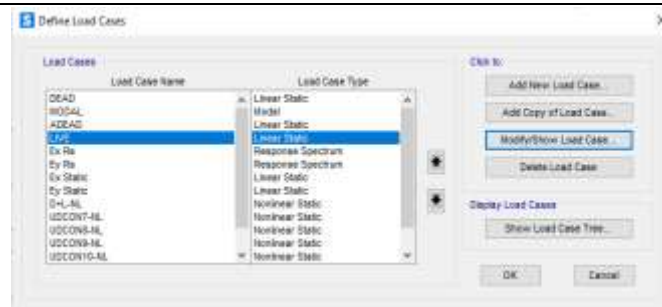 Define Load Cases
Load Cases
Load Case Name Load Case Type
DEAD Linear Static
MODAL Modal
ADEAD Linear Static
LIVE Linear Static
Ex Rs Response Spectrum
Ey Rs Response Spectrum
Ex Static Linear Static
Ey Static Linear Static
D+L-NL Nonlinear Static
UDCON7-NL Nonlinear Static
UDCON8-NL Nonlinear Static
UDCON9-NL Nonlinear Static
UDCON10-NL Nonlinear Static
Click to:
Add New Load Case...
Add Copy of Load Case...
Modify/Show Load Case...
Delete Load Case
Display Load Cases
Show Load Case Tree...
OK Cancel